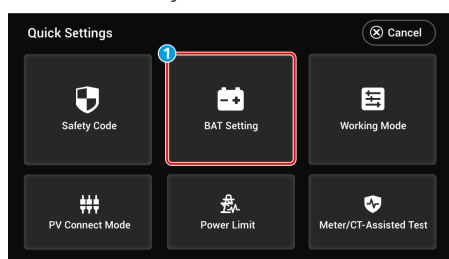 Quick Settings
Cancel
1
Safety Code
BAT Setting
Working Mode
PV Connect Mode
Power Limit
Meter/CT-Assisted Test